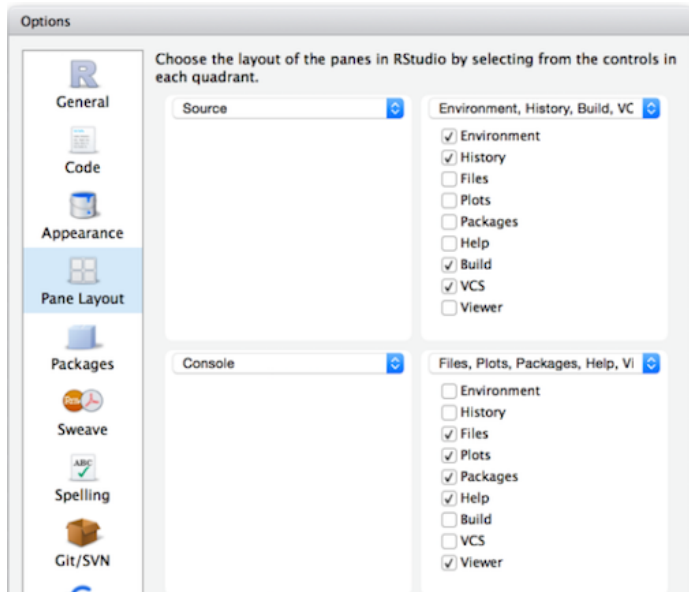 Options
Choose the layout of the panes in RStudio by selecting from the controls in
each quadrant.
R
General
Code
Appearance
Pane Layout
Packages
Sweave
ABC
Spelling
Git/SVN
Source
Environment, History, Build, VC
Environment
History
Files
Plots
Packages
Help
Build
VCS
Viewer
Console
Files, Plots, Packages, Help, Vi
Environment
History
Files
Plots
Packages
Help
Build
VCS
Viewer